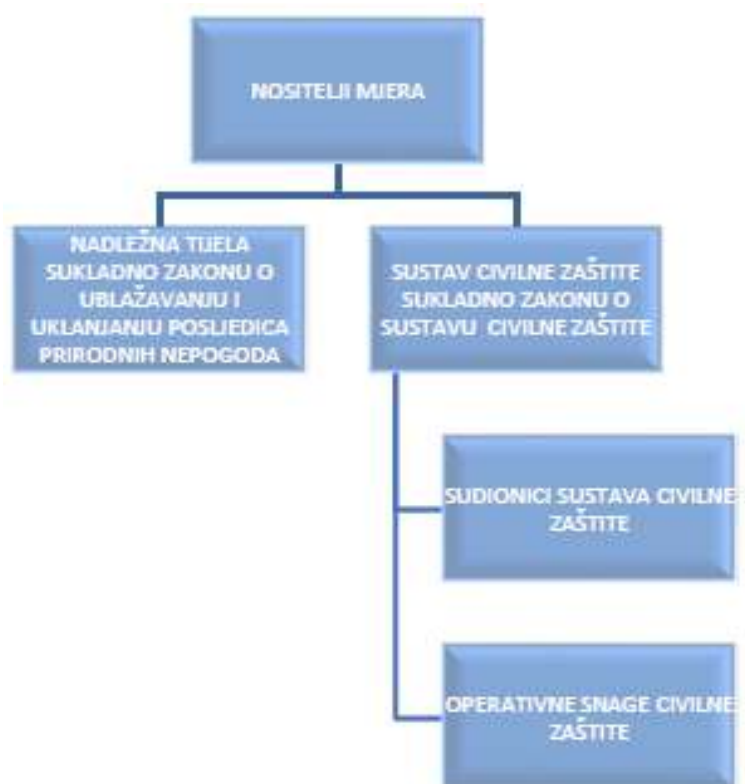 NOSITELJI MJERA
NADLEŽNA TIJELA
SUKLADNO ZAKONU O
UBLAŽAVANJU I
UKLANJANJU POSLJEDICA
PRIRODNIH NEPOGODA
SUSTAV CIVILNE ZAŠTITE
SUKLADNO ZAKONU O
SUSTAVU CIVILNE ZAŠTITE
SUDIONICI SUSTAVA CIVILNE
ZAŠTITE
OPERATIVNE SNAGE CIVILNE
ZAŠTITE